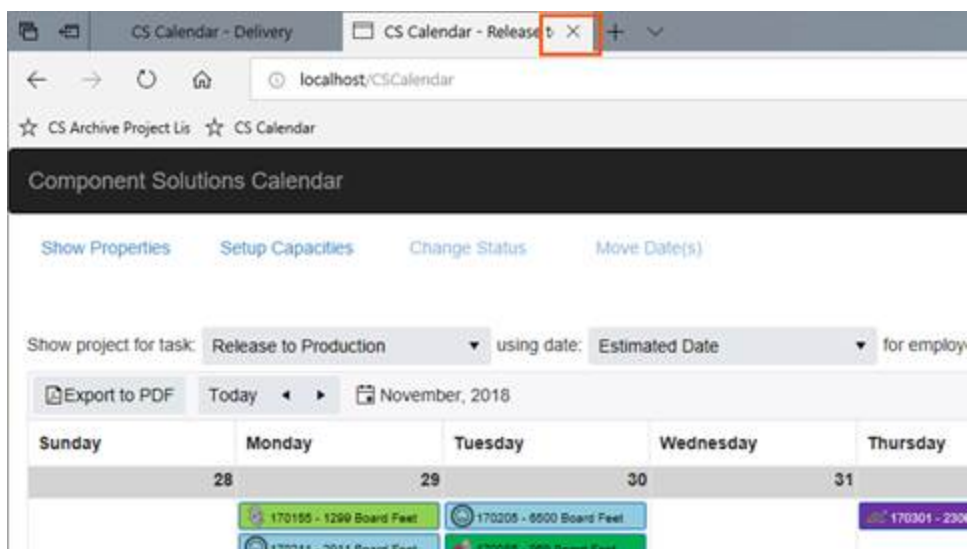 CS Calendar - Delivery CS Calendar - Release t
localhost/CSCalendar
CS Archive Project Lis CS Calendar
Component Solutions Calendar
Show Properties Setup Capacities Change Status Move Date(s)
Show project for task: Release to Production using date: Estimated Date for employ
Export to PDF Today November, 2018
Sunday Monday Tuesday Wednesday Thursday
28 29 30 31
170165 - 1299 Board Feet 170205 - 6500 Board Feet 170301 - 2306